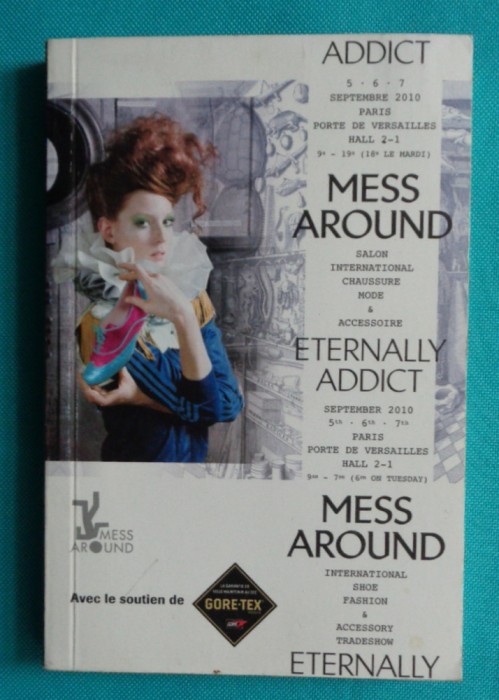 ADDICT
5 · 6 · 7
SEPTEMBRE 2010
PARIS
PORTE DE VERSAILLES
HALL 2-1
9H - 19H (18H LE MARDI)
MESS
AROUND
SALON
INTERNATIONAL
CHAUSSURE
MODE
&
ACCESSOIRE
ETERNALLY
ADDICT
SEPTEMBER 2010
5th · 6th · 7th
PARIS
PORTE DE VERSAILLES
HALL 2-1
9AM - 7PM (6PM ON TUESDAY)
MESS
AROUND
INTERNATIONAL
SHOE
FASHION
&
ACCESSORY
TRADESHOW
ETERNALLY
MESS
AROUND
Avec le soutien de
GORE-TEX